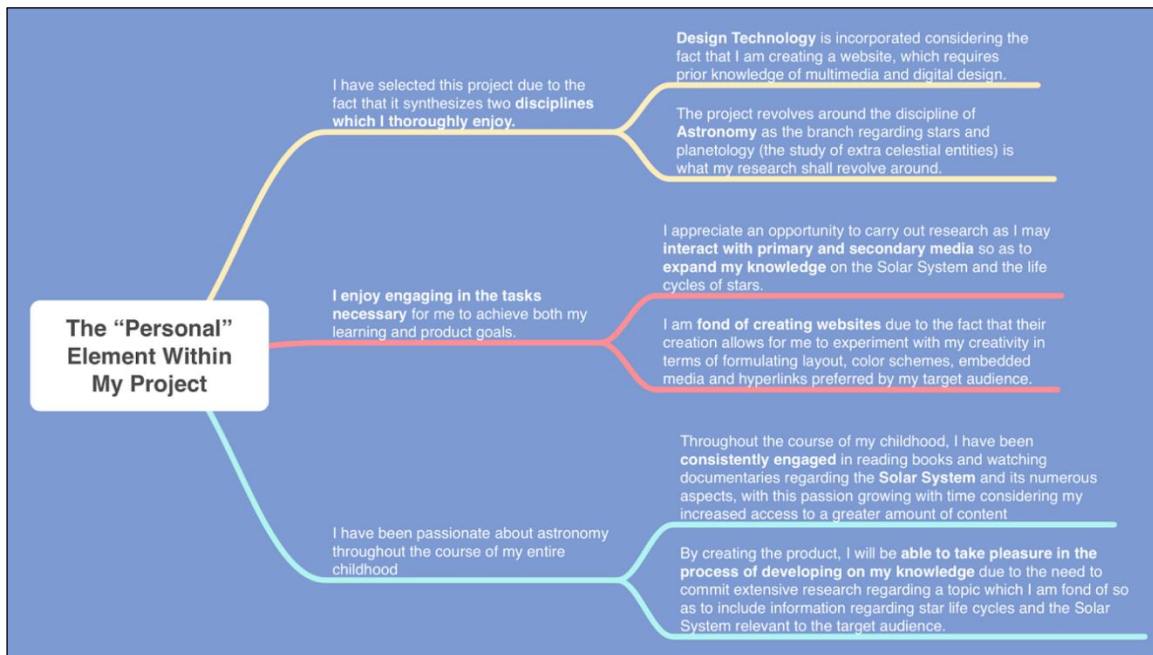 The “Personal”
Element Within
My Project
I have selected this project due to the
fact that it synthesizes two disciplines
which I thoroughly enjoy.
Design Technology is incorporated considering the
fact that I am creating a website, which requires
prior knowledge of multimedia and digital design.
The project revolves around the discipline of
Astronomy as the branch regarding stars and
planetology (the study of extra celestial entities) is
what my research shall revolve around.
I enjoy engaging in the tasks
necessary for me to achieve both my
learning and product goals.
I appreciate an opportunity to carry out research as I may
interact with primary and secondary media so as to
expand my knowledge on the Solar System and the life
cycles of stars.
I am fond of creating websites due to the fact that their
creation allows for me to experiment with my creativity in
terms of formulating layout, color schemes, embedded
media and hyperlinks preferred by my target audience.
I have been passionate about astronomy
throughout the course of my entire
childhood
Throughout the course of my childhood, I have been
consistently engaged in reading books and watching
documentaries regarding the Solar System and its numerous
aspects, with this passion growing with time considering my
increased access to a greater amount of content
By creating the product, I will be able to take pleasure in the
process of developing on my knowledge due to the need to
commit extensive research regarding a topic which I am fond of so
as to include information regarding star life cycles and the Solar
System relevant to the target audience.